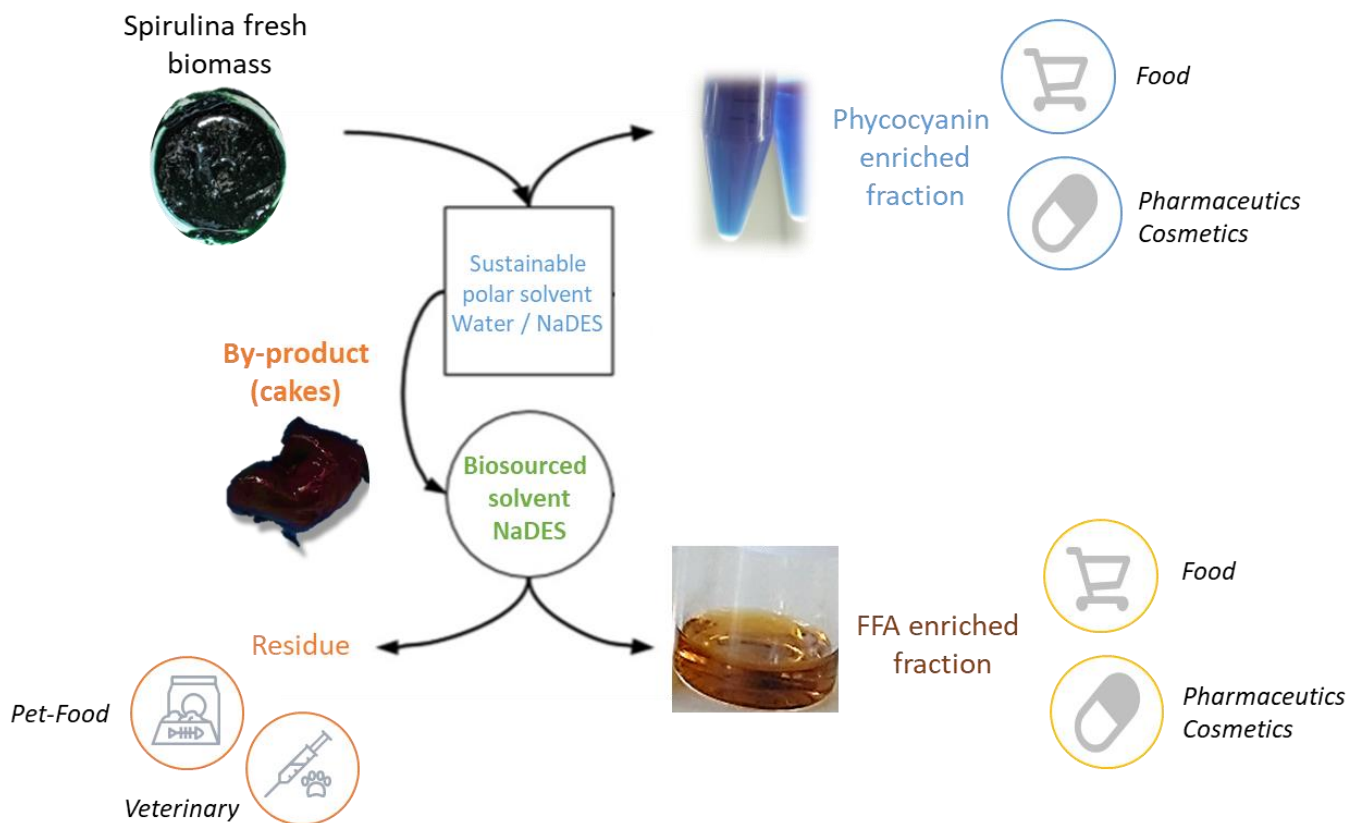 Spirulina fresh
biomass
Phycocyanin
enriched
fraction
Food
Pharmaceutics
Cosmetics
Sustainable
polar solvent
Water / NaDES
By-product
(cakes)
Biosourced
solvent
NaDES
Residue
FFA enriched
fraction
Food
Pharmaceutics
Cosmetics
Pet-Food
Veterinary